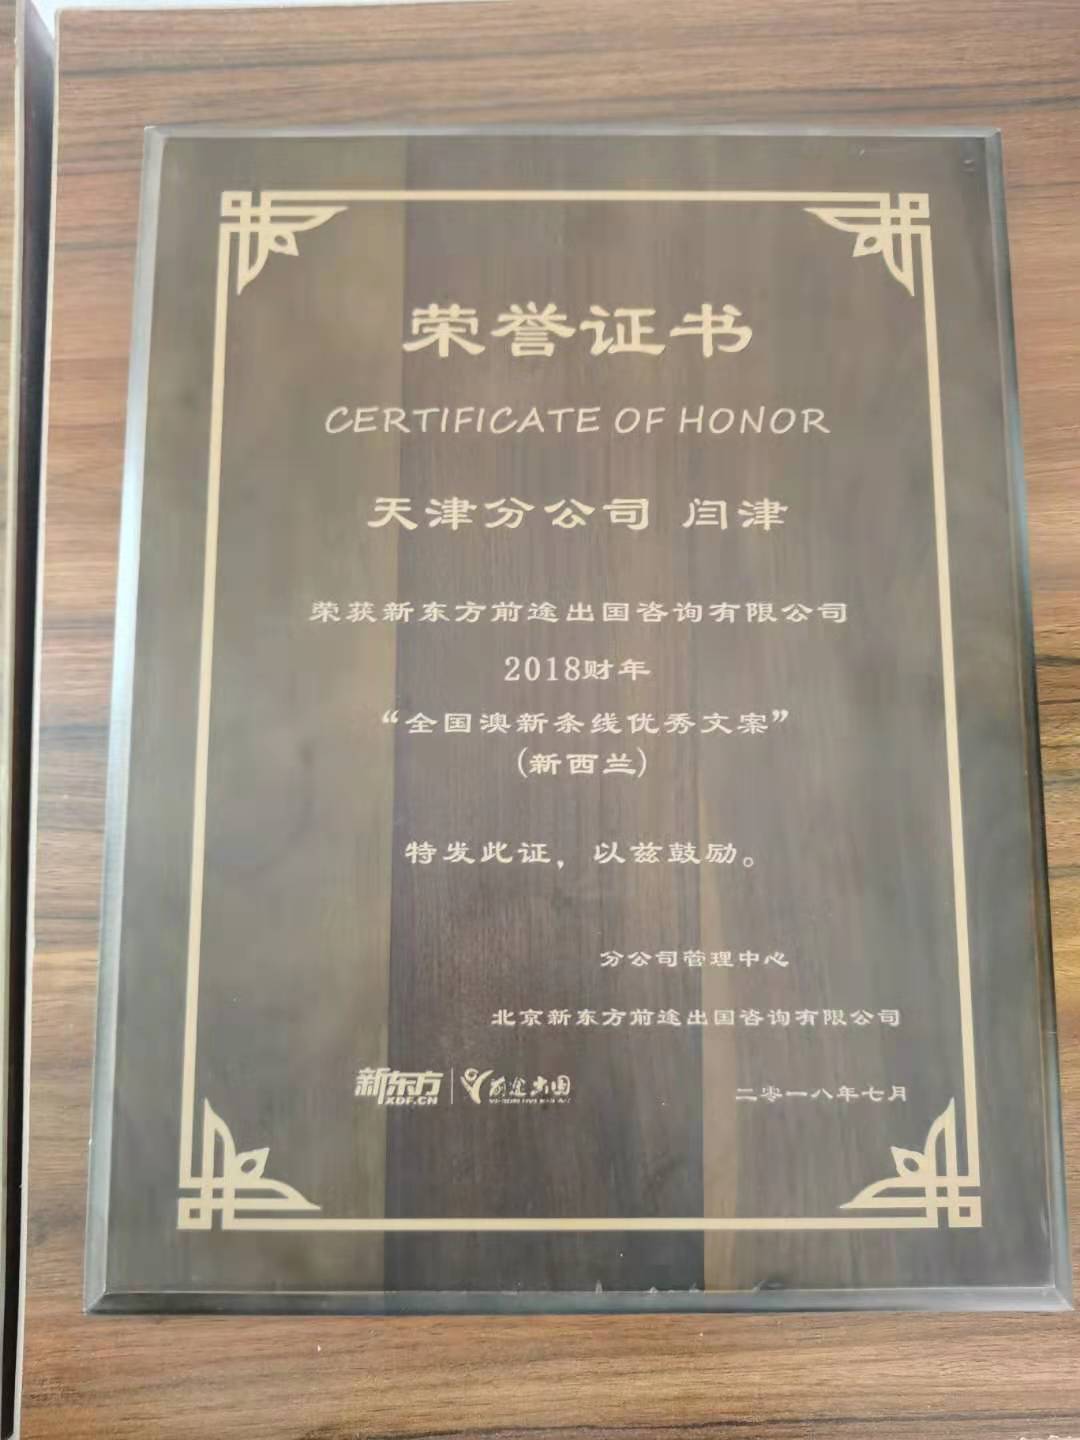 荣誉证书
CERTIFICATE OF HONOR
天津分公司 闫津
荣获新东方前途出国咨询有限公司
2018财年
“全国澳新条线优秀文案”
(新西兰)
特发此证，以兹鼓励。
分公司管理中心
北京新东方前途出国咨询有限公司
新东方 前途出国
XDF.CN
二零一八年七月